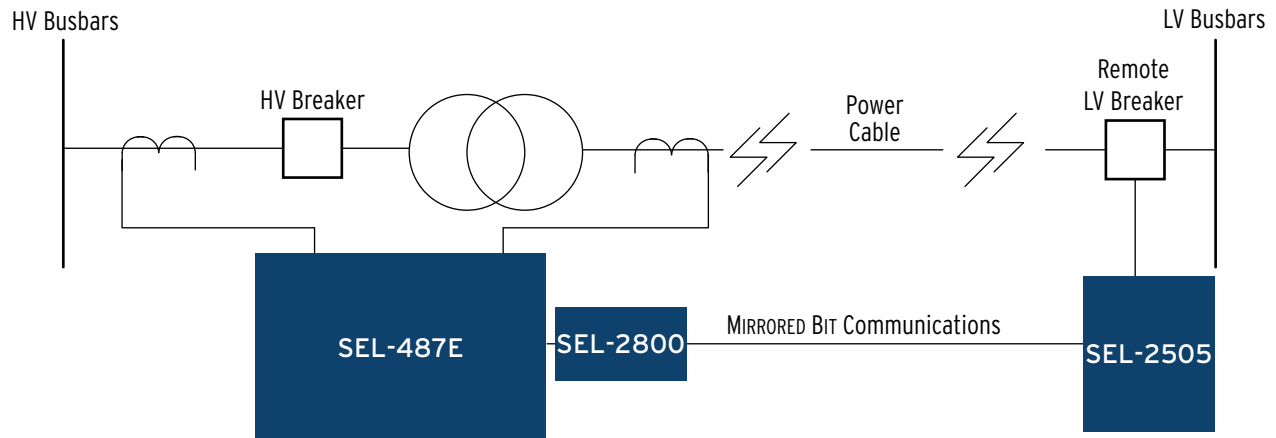 HV Busbars
LV Busbars
HV Breaker
Power
Cable
Remote
LV Breaker
SEL-487E
SEL-2800
MIRRORED BIT Communications
SEL-2505